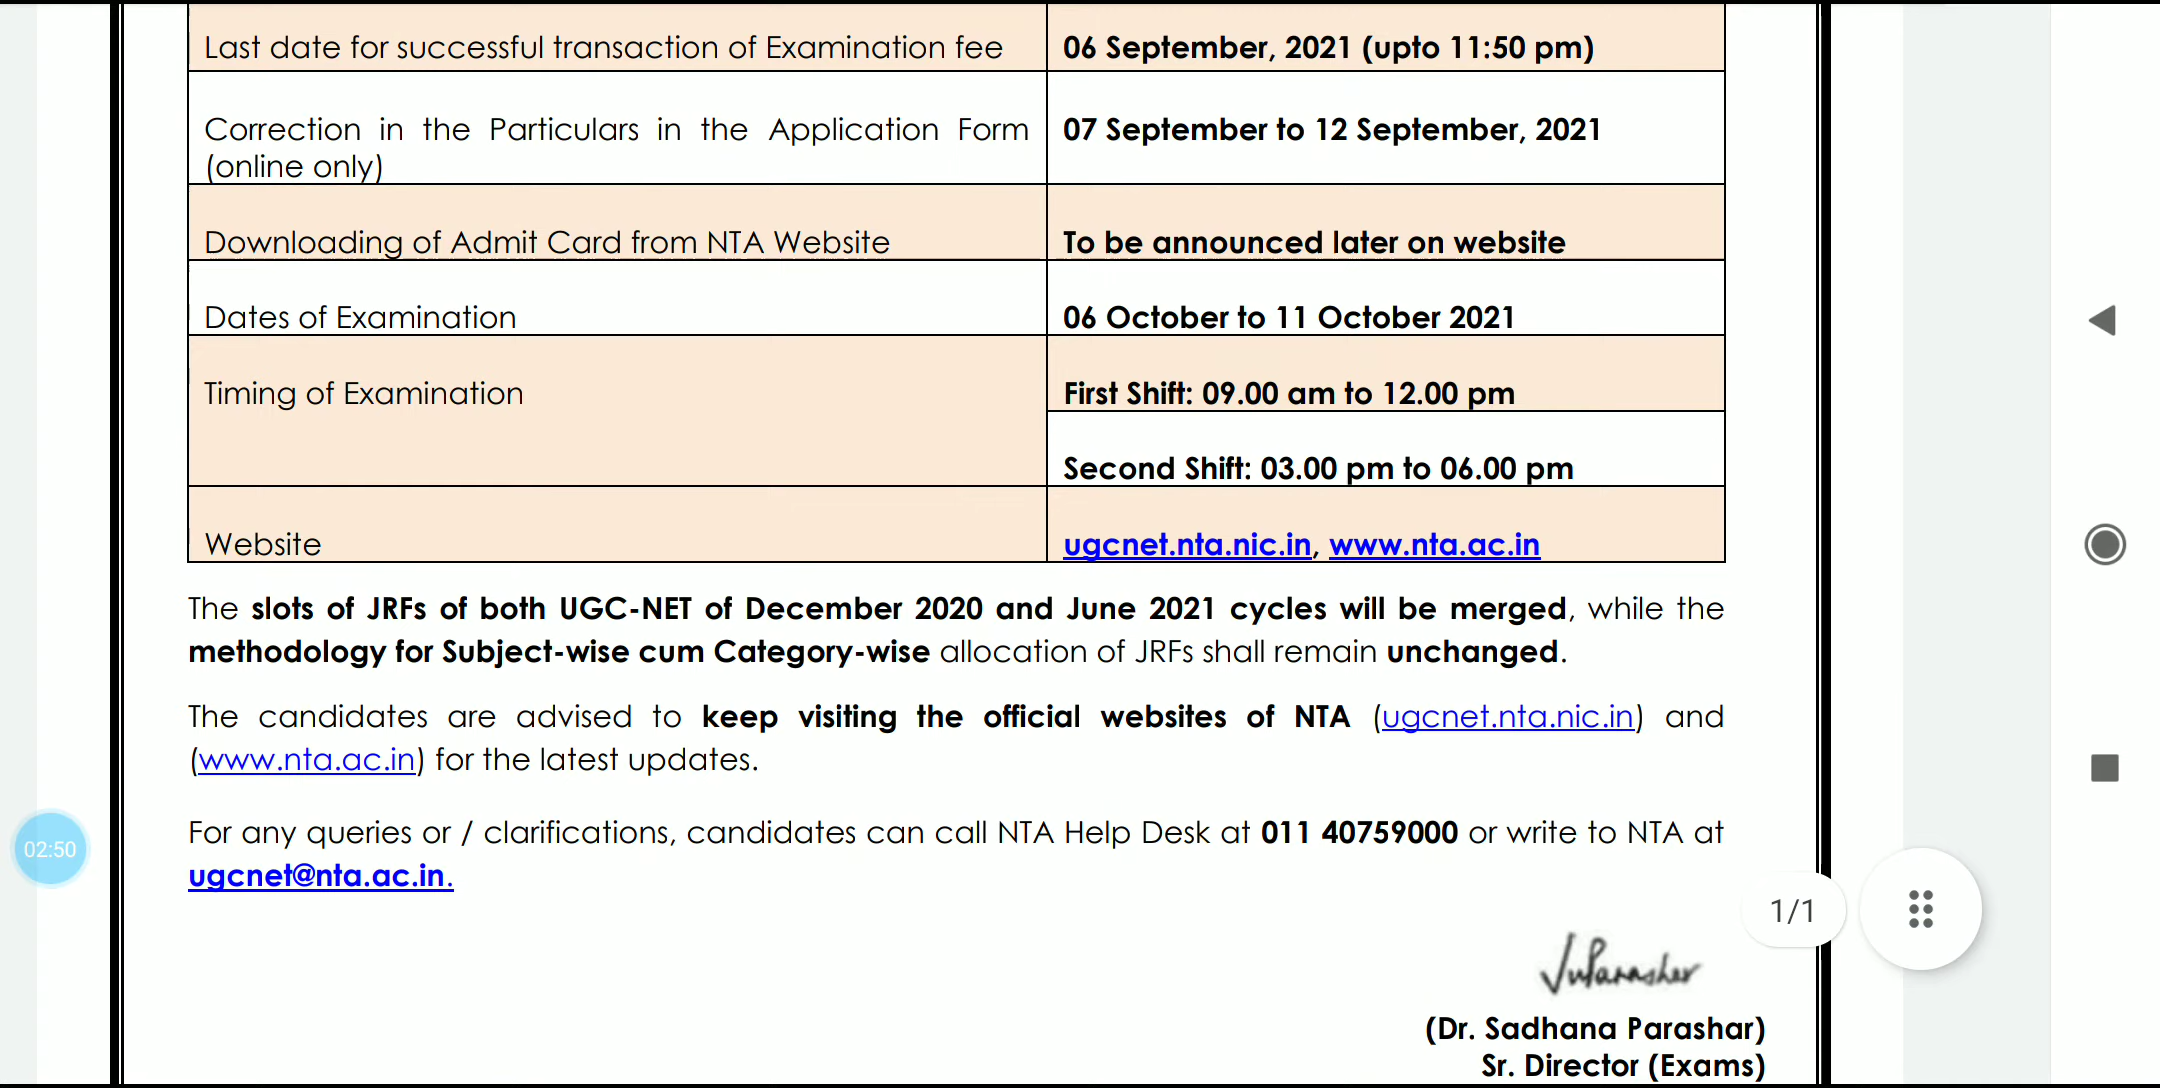 Last date for successful transaction of Examination fee
06 September, 2021 (upto 11:50 pm)
Correction in the Particulars in the Application Form
(online only)
07 September to 12 September, 2021
Downloading of Admit Card from NTA Website
To be announced later on website
Dates of Examination
06 October to 11 October 2021
Timing of Examination
First Shift: 09.00 am to 12.00 pm
Second Shift: 03.00 pm to 06.00 pm
Website
ugcnet.nta.nic.in, www.nta.ac.in
The slots of JRFs of both UGC-NET of December 2020 and June 2021 cycles will be merged, while the
methodology for Subject-wise cum Category-wise allocation of JRFs shall remain unchanged.
The candidates are advised to keep visiting the official websites of NTA (ugcnet.nta.nic.in) and
(www.nta.ac.in) for the latest updates.
For any queries or / clarifications, candidates can call NTA Help Desk at 011 40759000 or write to NTA at
ugcnet@nta.ac.in.
02:50
1/1
(Dr. Sadhana Parashar)
Sr. Director (Exams)